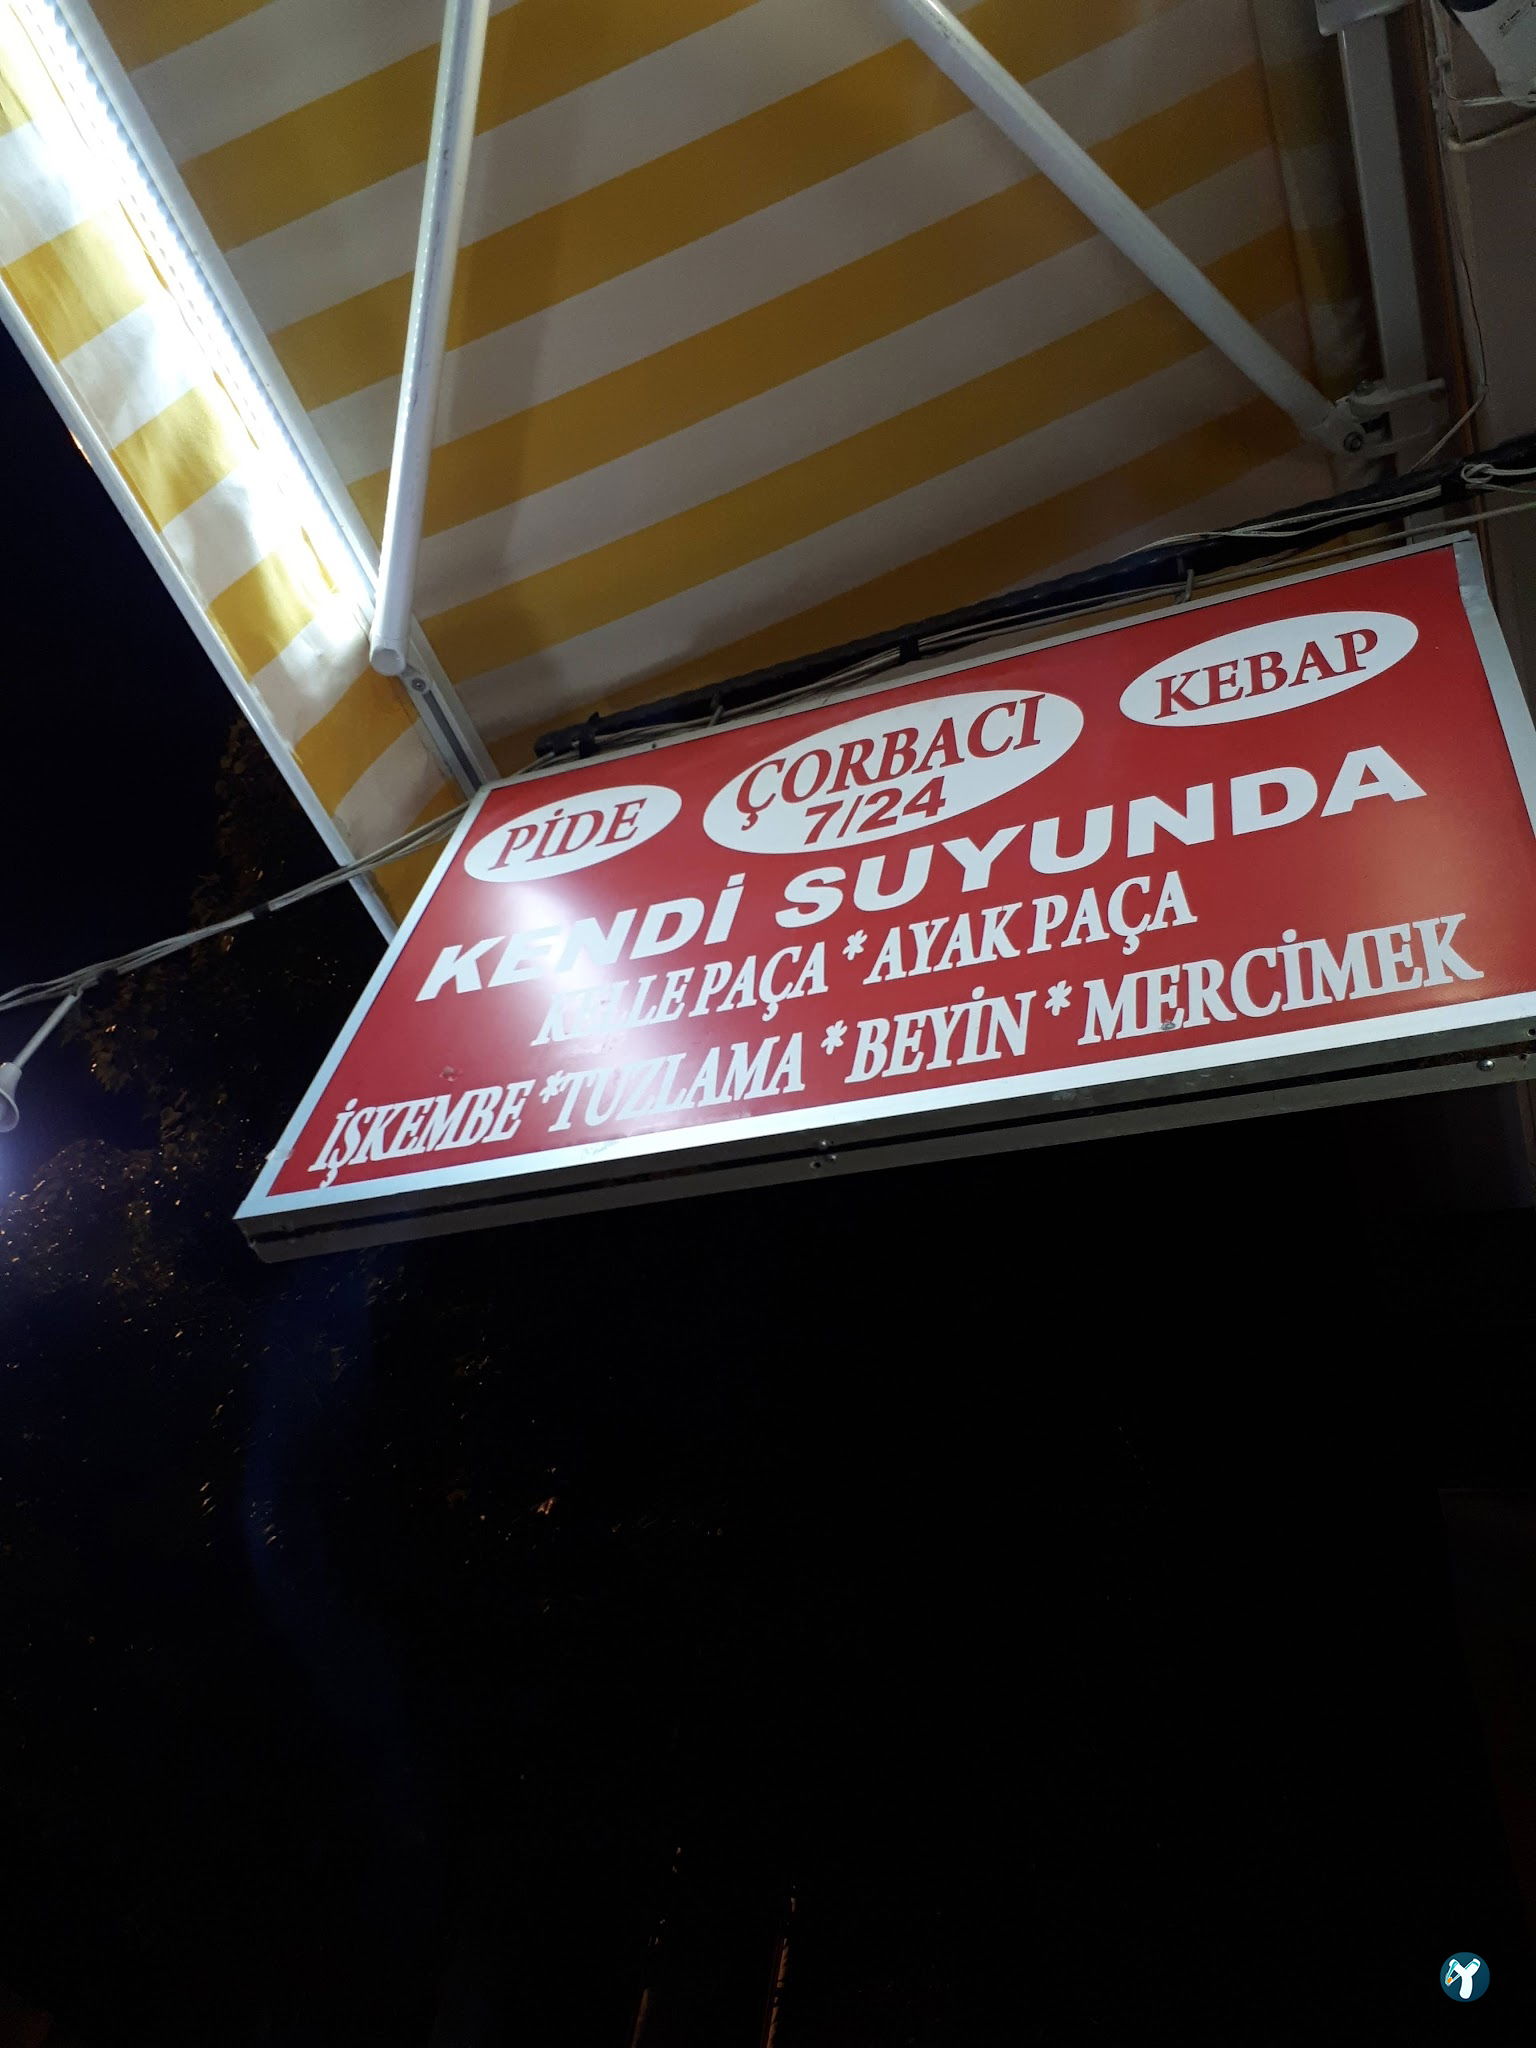 PİDE
ÇORBACI
7/24
KEBAP
KENDİ SUYUNDA
KELLE PAÇA * AYAK PAÇA
İŞKEMBE * TUZLAMA * BEYİN * MERCİMEK